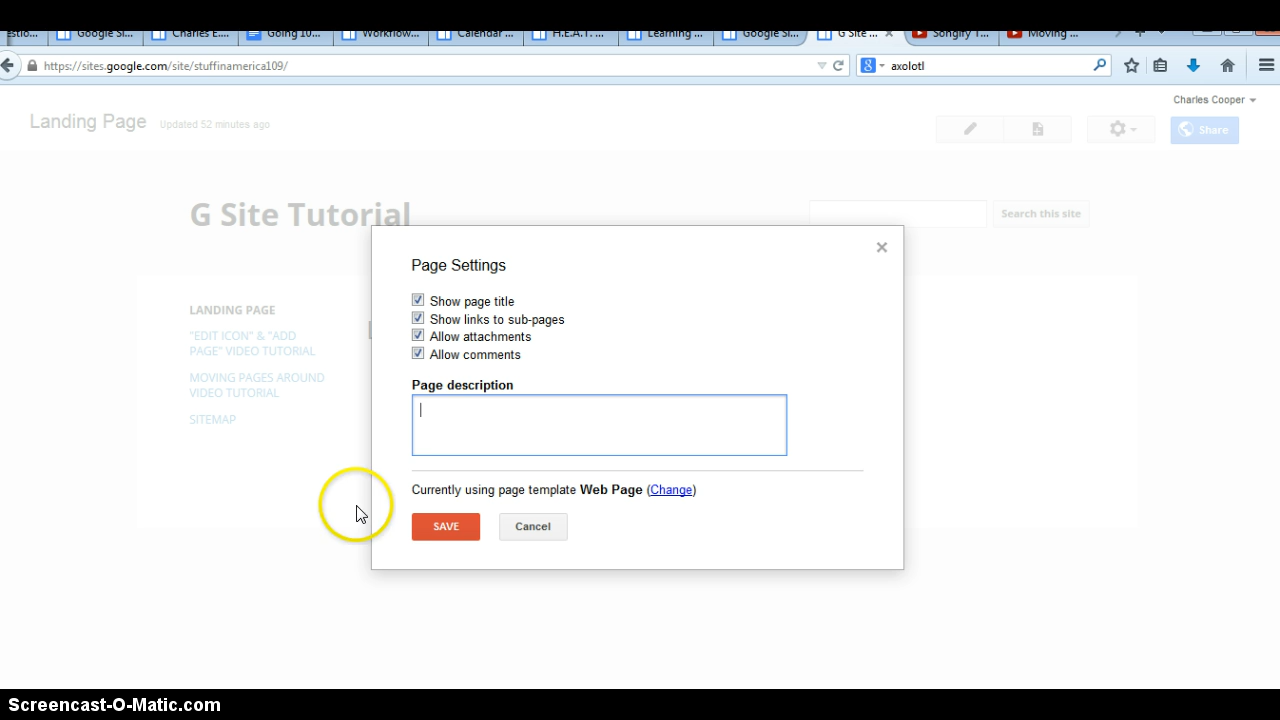 Google Sl...
Charles E....
Going 10...
Workflow...
Calendar ...
H.E.A.T. ...
Learning ...
Google Sl...
G Site ...
Songify T...
Moving ...
https://sites.google.com/site/stuffinamerica109/
axolotl
Charles Cooper
Landing Page Updated 52 minutes ago
Share
G Site Tutorial
Search this site
Page Settings
Show page title
Show links to sub-pages
Allow attachments
Allow comments
Page description
Currently using page template Web Page (Change)
SAVE Cancel
LANDING PAGE
"EDIT ICON" & "ADD
PAGE" VIDEO TUTORIAL
MOVING PAGES AROUND
VIDEO TUTORIAL
SITEMAP
Screencast-O-Matic.com